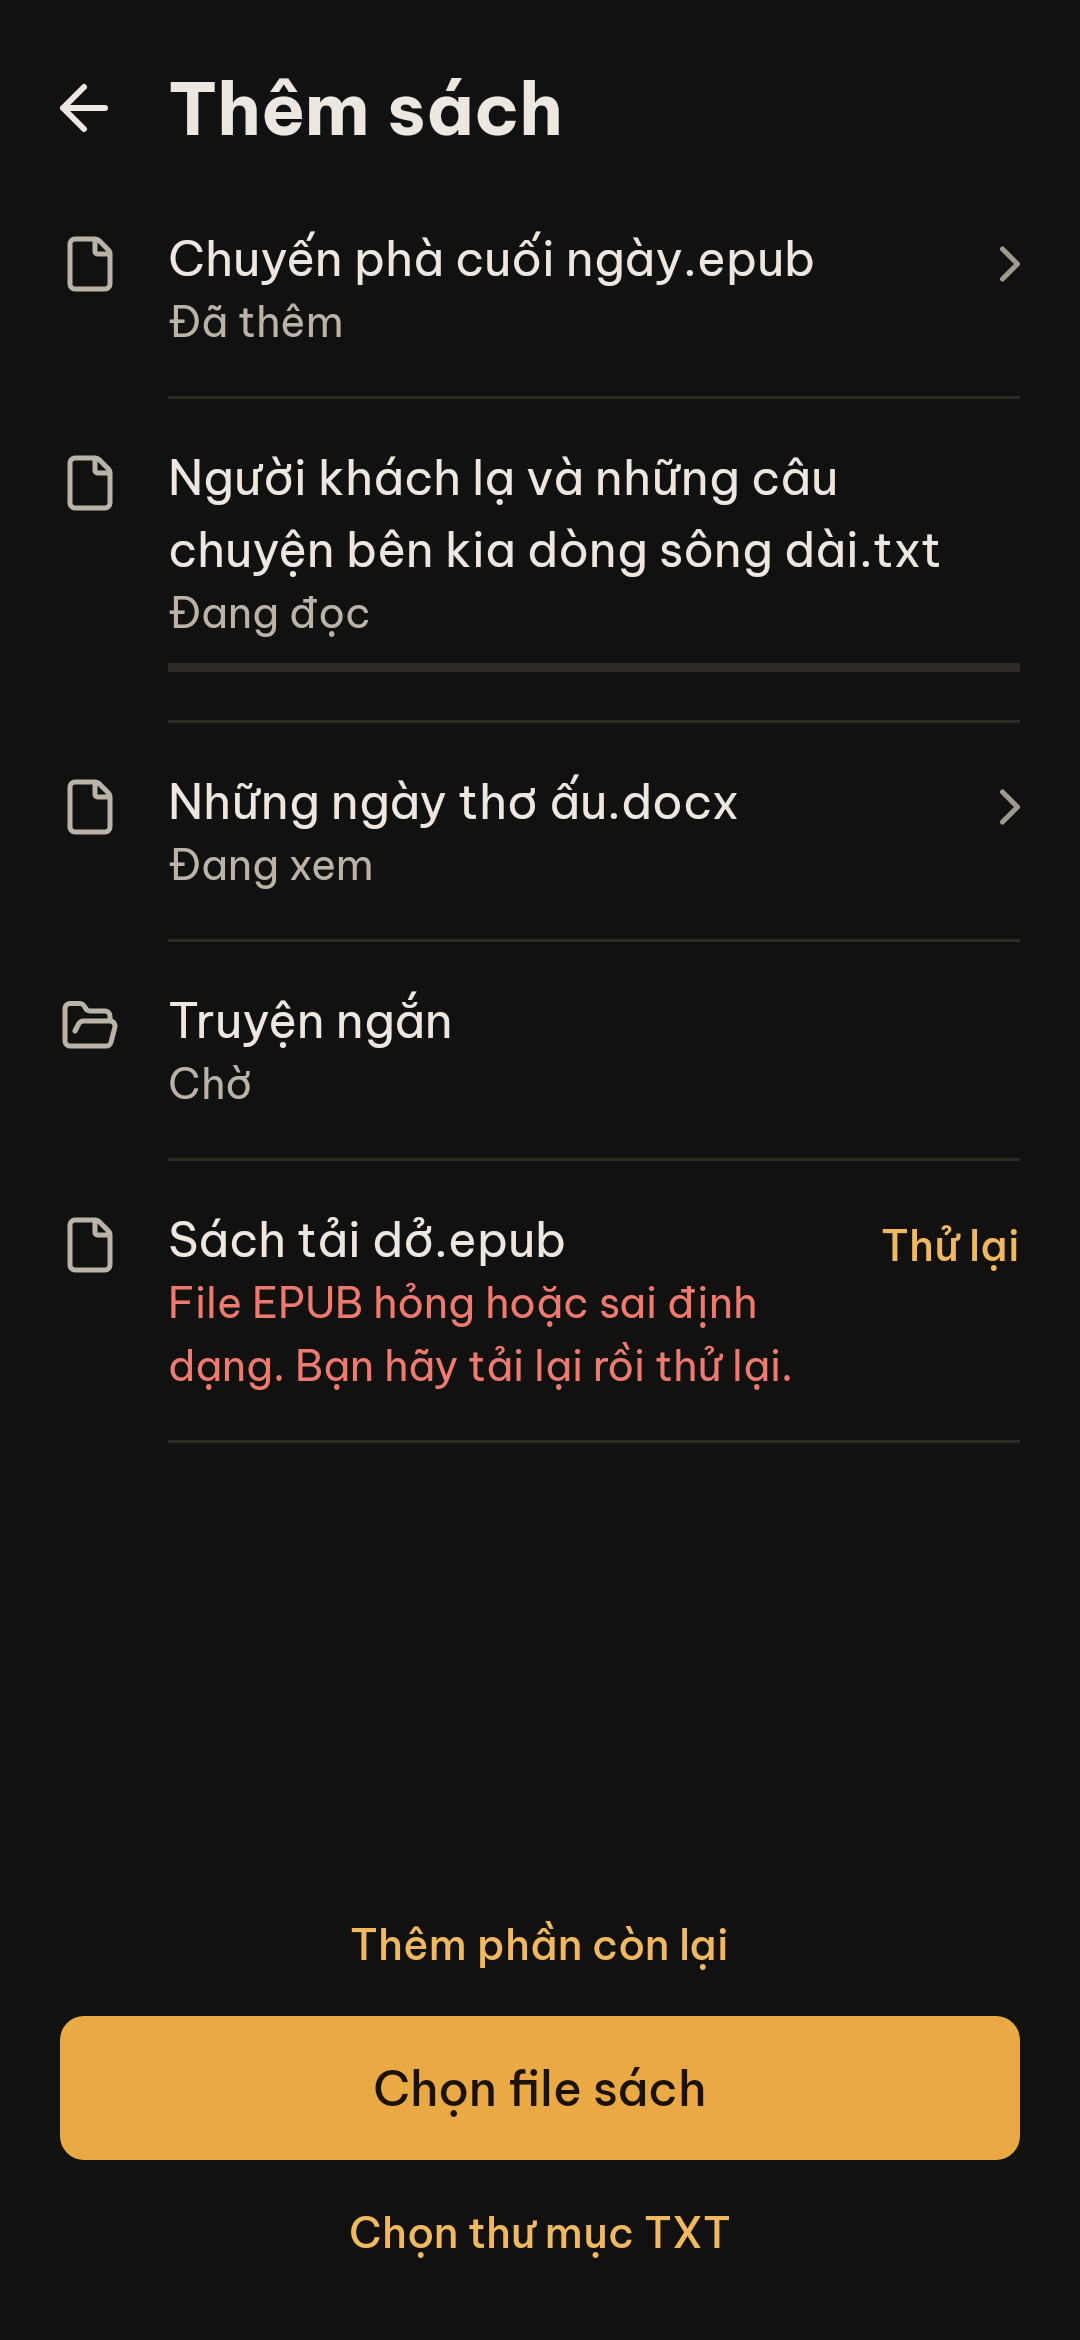 Thêm sách
Chuyến phà cuối ngày.epub
Đã thêm
Người khách lạ và những câu
chuyện bên kia dòng sông dài.txt
Đang đọc
Những ngày thơ ấu.docx
Đang xem
Truyện ngắn
Chờ
Sách tải dở.epub
Thử lại
File EPUB hỏng hoặc sai định
dạng. Bạn hãy tải lại rồi thử lại.
Thêm phần còn lại
Chọn file sách
Chọn thư mục TXT